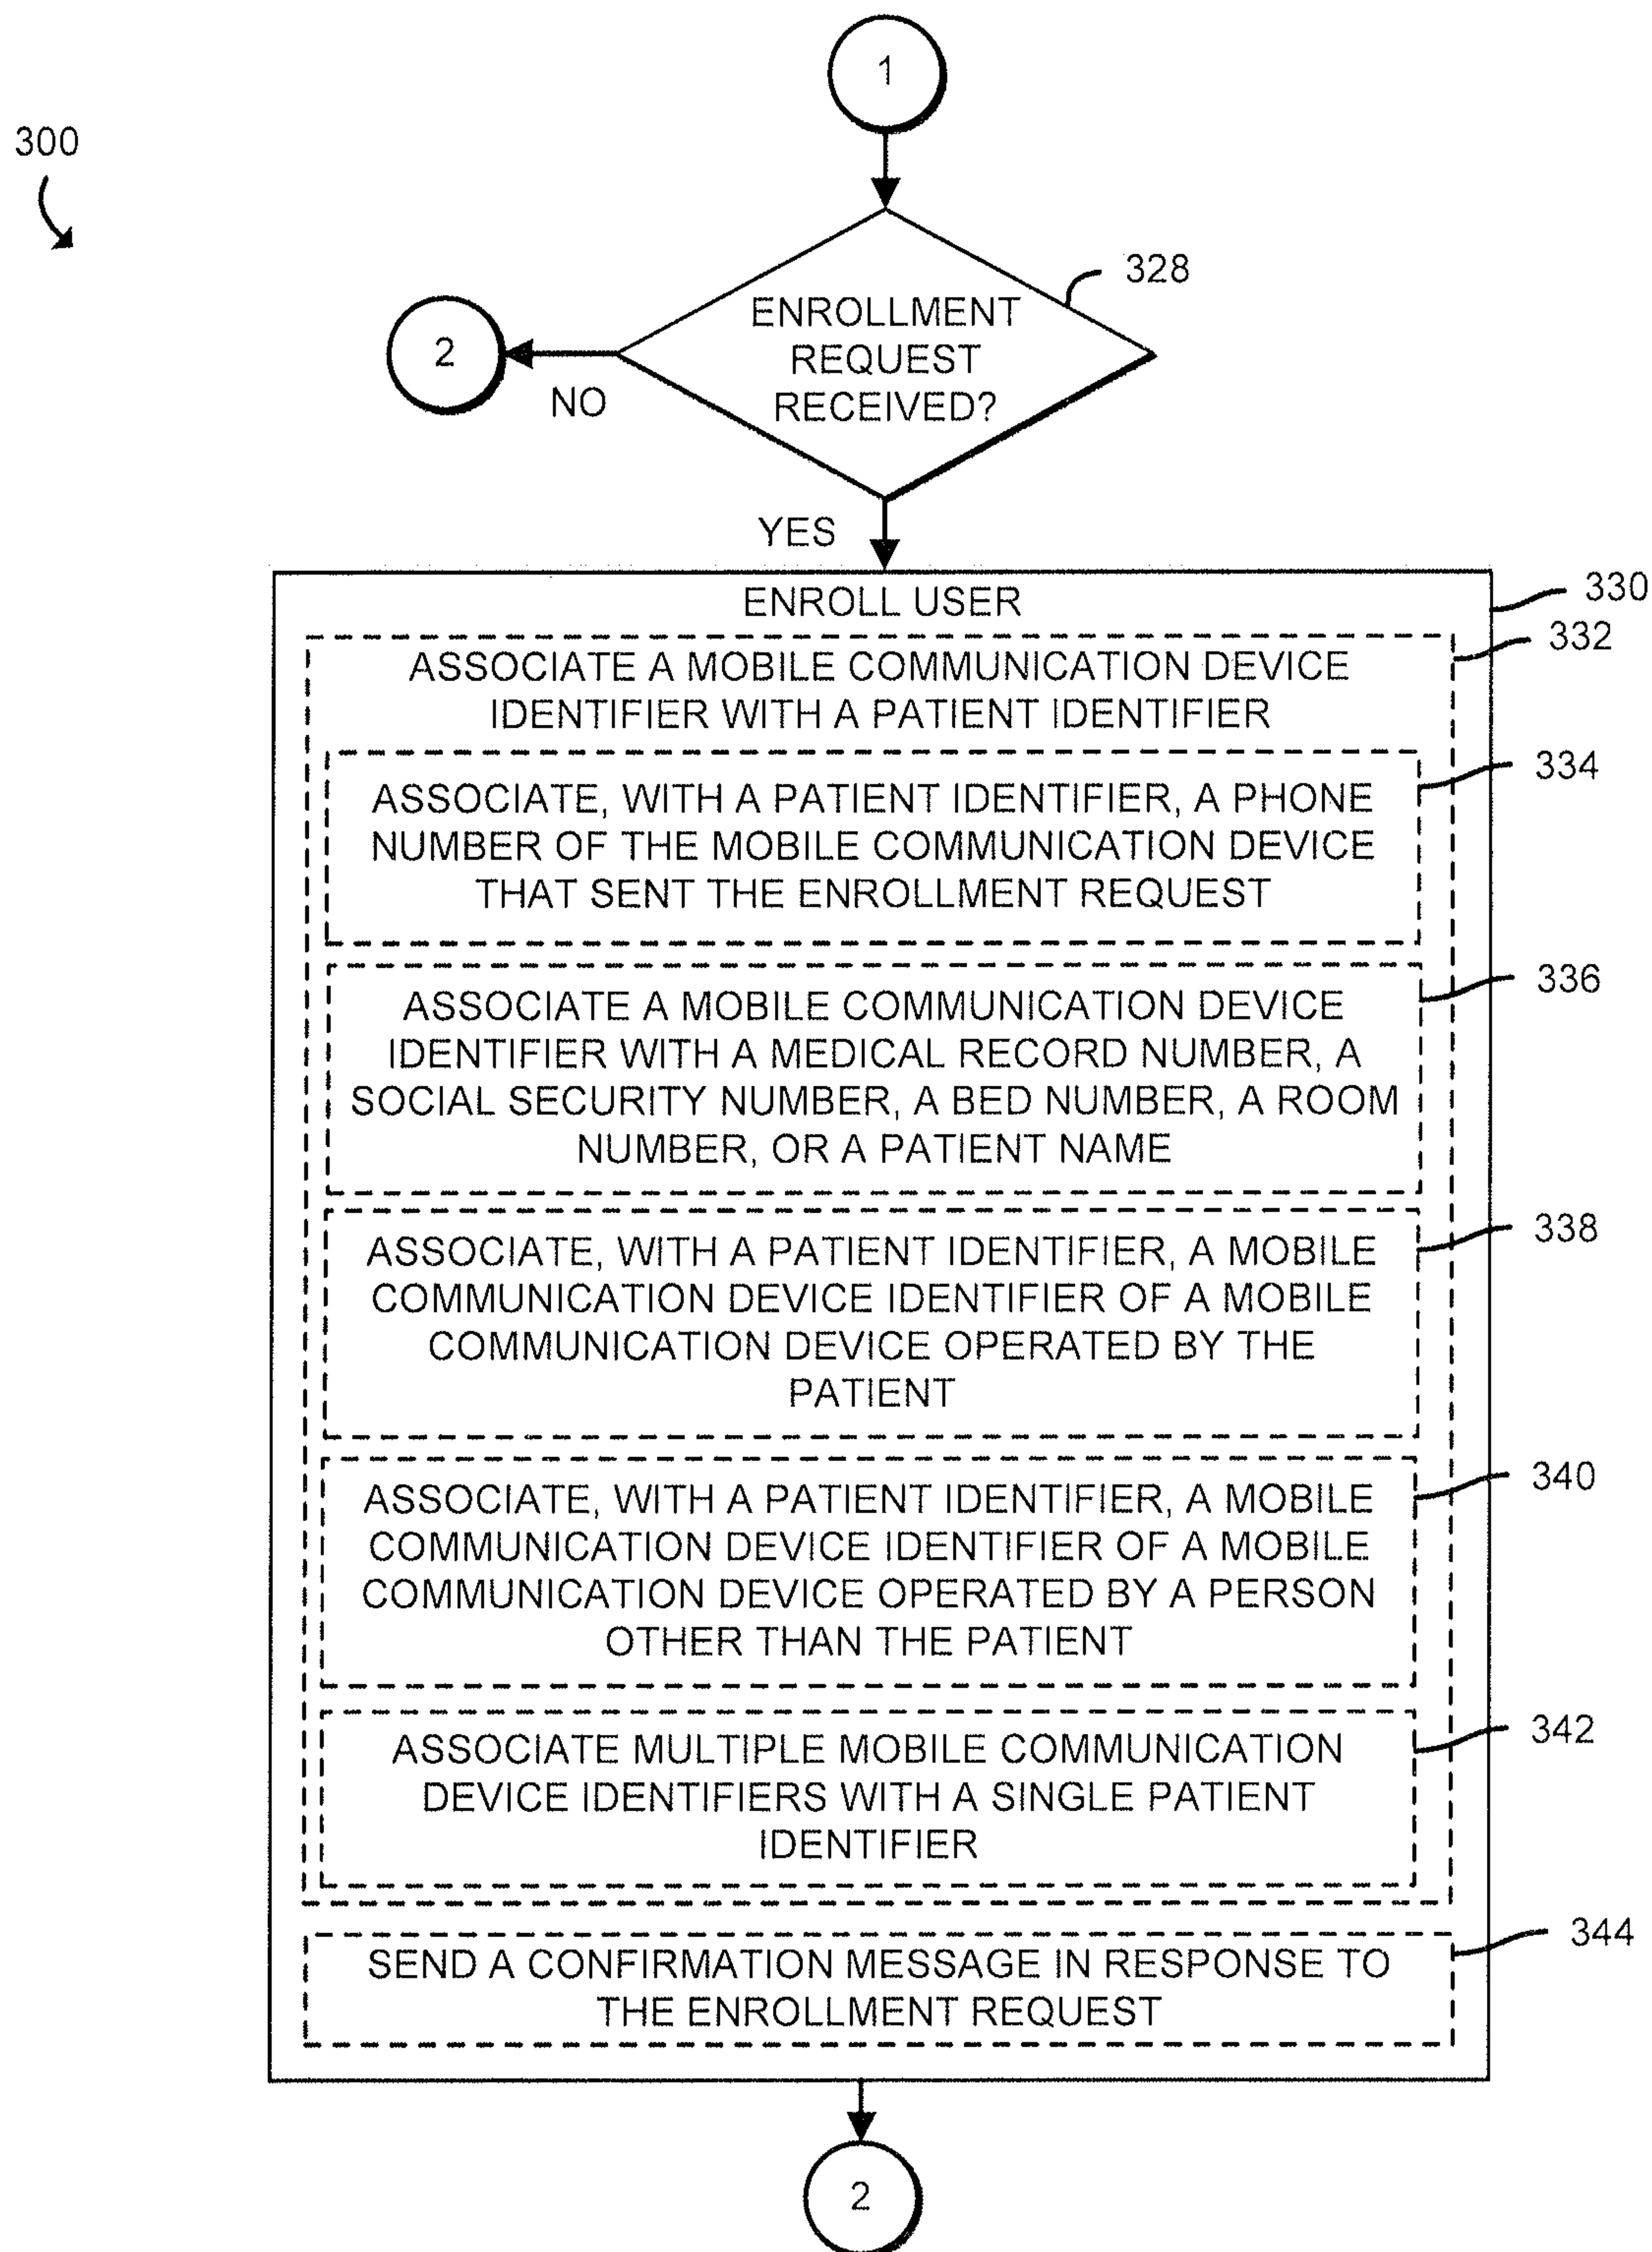 1
300
328
ENROLLMENT
REQUEST
RECEIVED?
2
NO
YES
ENROLL USER
330
332
ASSOCIATE A MOBILE COMMUNICATION DEVICE
IDENTIFIER WITH A PATIENT IDENTIFIER
334
ASSOCIATE, WITH A PATIENT IDENTIFIER, A PHONE
NUMBER OF THE MOBILE COMMUNICATION DEVICE
THAT SENT THE ENROLLMENT REQUEST
336
ASSOCIATE A MOBILE COMMUNICATION DEVICE
IDENTIFIER WITH A MEDICAL RECORD NUMBER, A
SOCIAL SECURITY NUMBER, A BED NUMBER, A ROOM
NUMBER, OR A PATIENT NAME
338
ASSOCIATE, WITH A PATIENT IDENTIFIER, A MOBILE
COMMUNICATION DEVICE IDENTIFIER OF A MOBILE
COMMUNICATION DEVICE OPERATED BY THE
PATIENT
340
ASSOCIATE, WITH A PATIENT IDENTIFIER, A MOBILE
COMMUNICATION DEVICE IDENTIFIER OF A MOBILE
COMMUNICATION DEVICE OPERATED BY A PERSON
OTHER THAN THE PATIENT
342
ASSOCIATE MULTIPLE MOBILE COMMUNICATION
DEVICE IDENTIFIERS WITH A SINGLE PATIENT
IDENTIFIER
344
SEND A CONFIRMATION MESSAGE IN RESPONSE TO
THE ENROLLMENT REQUEST
2